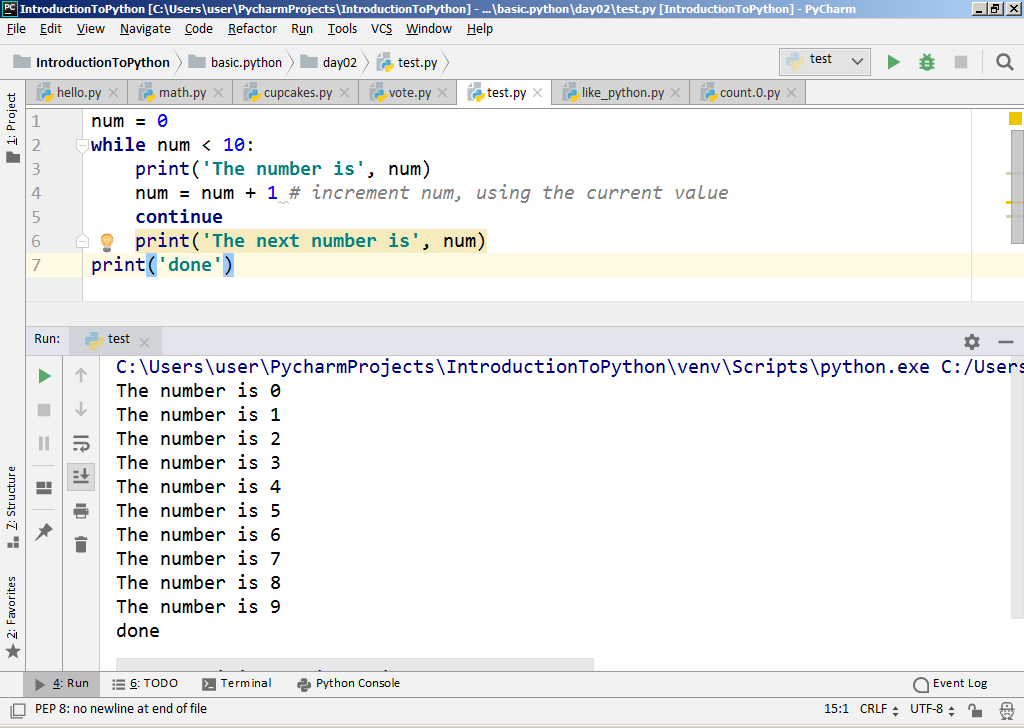 IntroductionToPython [C:\Users\user\PycharmProjects\IntroductionToPython] - ...\basic.python\day02\test.py [IntroductionToPython] - PyCharm
File Edit View Navigate Code Refactor Run Tools VCS Window Help
IntroductionToPython basic.python day02 test.py test
hello.py math.py cupcakes.py vote.py test.py like_python.py count.0.py
1: Project
1 num = 0
2 while num < 10:
3 print('The number is', num)
4 num = num + 1 # increment num, using the current value
5 continue
6 print('The next number is', num)
7 print('done')
Run: test
C:\Users\user\PycharmProjects\IntroductionToPython\venv\Scripts\python.exe C:/Users
The number is 0
The number is 1
The number is 2
The number is 3
The number is 4
The number is 5
The number is 6
The number is 7
The number is 8
The number is 9
done
7: Structure
2: Favorites
4: Run 6: TODO Terminal Python Console Event Log
PEP 8: no newline at end of file 15:1 CRLF UTF-8